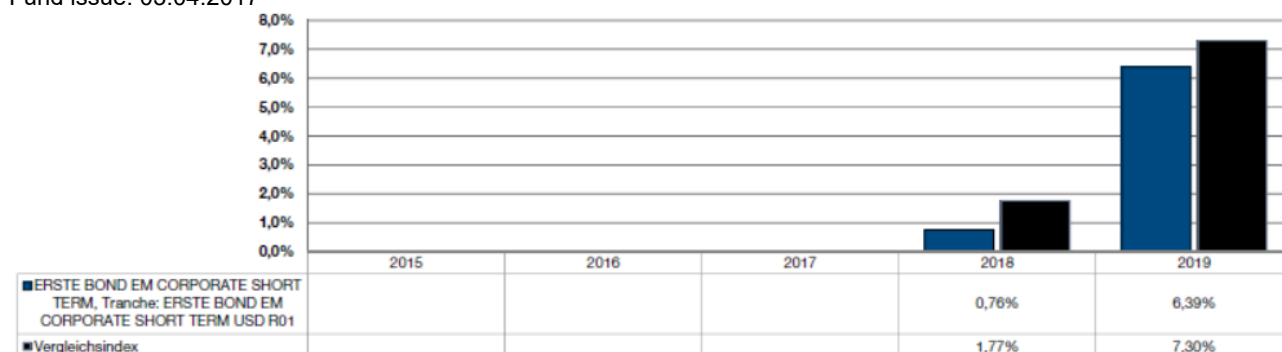 Fund issue: 03.04.2017
8,0%
7,0%
6,0%
5,0%
4,0%
3,0%
2,0%
1,0%
0,0%
2015 2016 2017 2018 2019
ERSTE BOND EM CORPORATE SHORT
TERM, Tranche: ERSTE BOND EM
CORPORATE SHORT TERM USD R01
0,76% 6,39%
Vergleichsindex 1,77% 7,30%